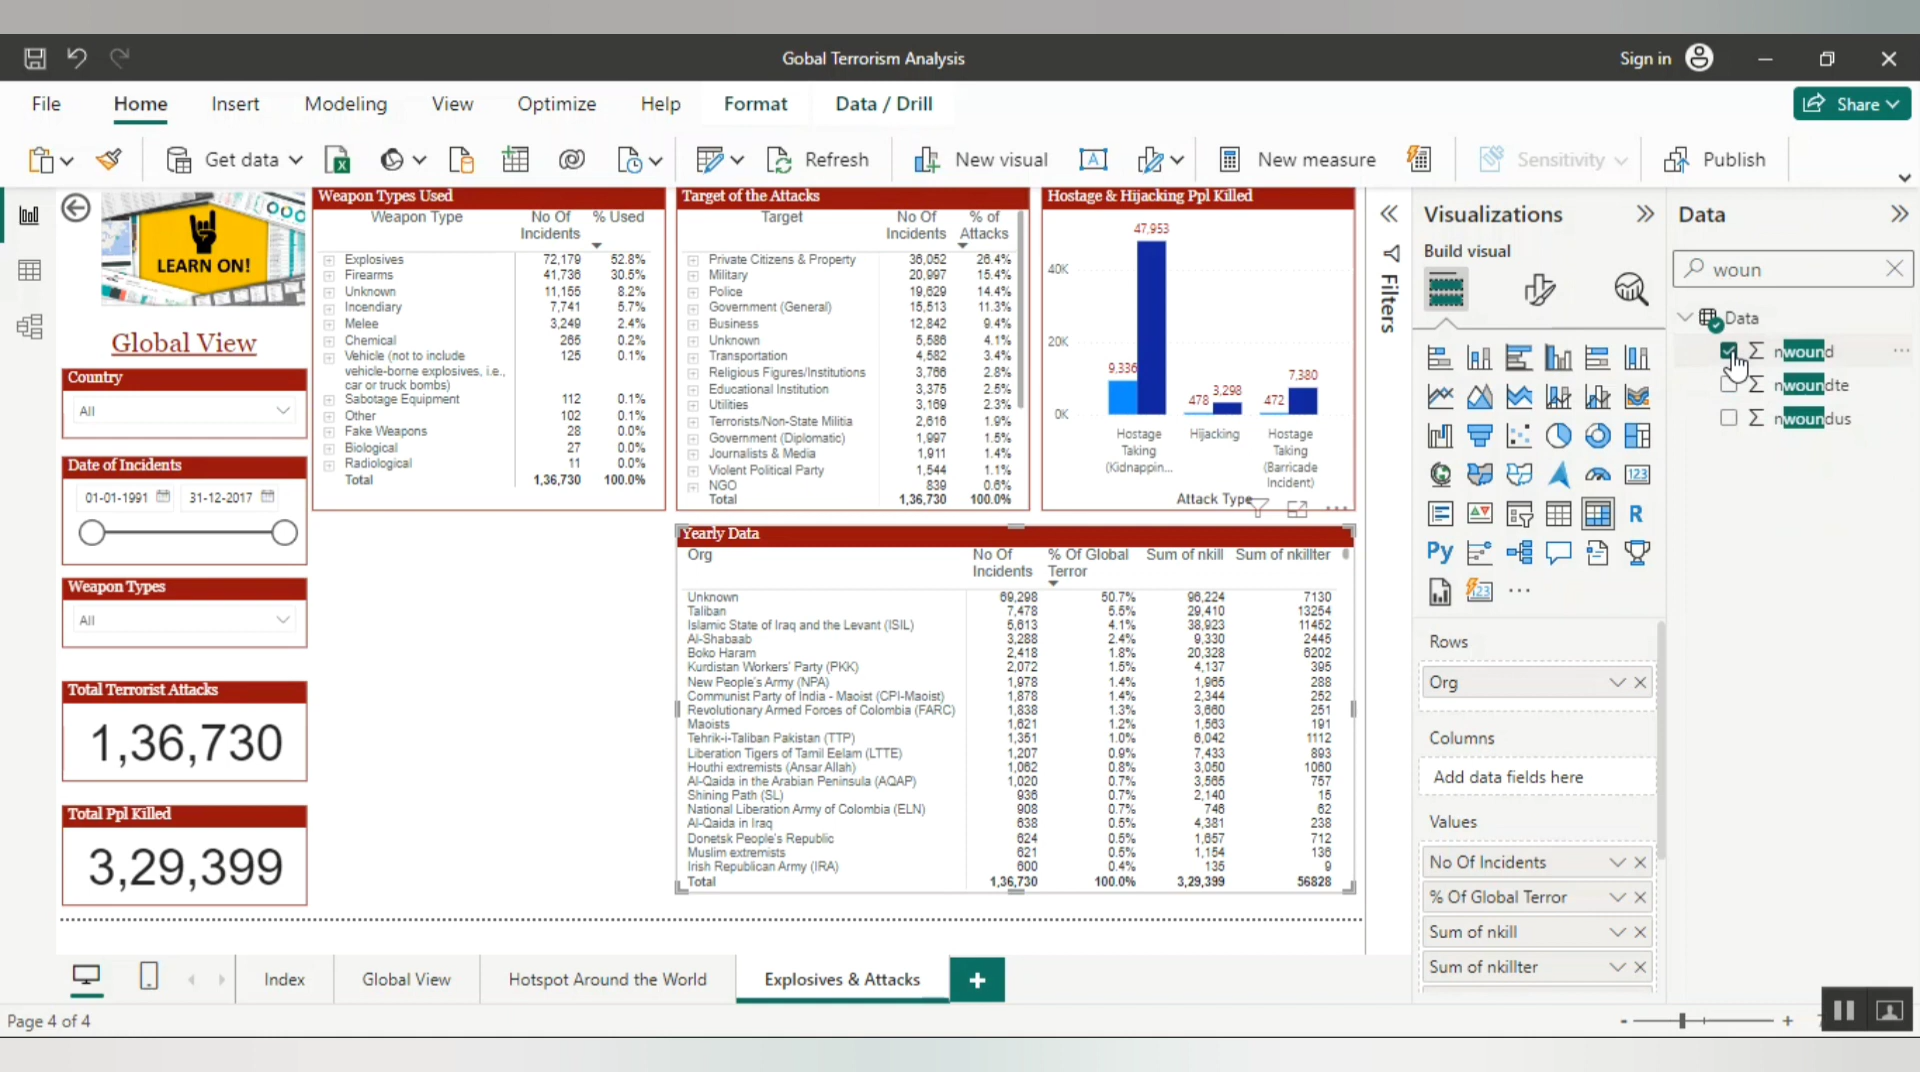 Gobal Terrorism Analysis
Sign in
File
Home
Insert
Modeling
View
Optimize
Help
Format
Data / Drill
Share
Get data
Refresh
New visual
New measure
Sensitivity
Publish
LEARN ON!
Global View
Country
All
Date of Incidents
01-01-1991
31-12-2017
Weapon Types
All
Total Terrorist Attacks
1,36,730
Total Ppl Killed
3,29,399
Weapon Types Used
Weapon Type No Of Incidents % Used
Explosives 72,179 52.8%
Firearms 41,736 30.5%
Unknown 11,155 8.2%
Incendiary 7,741 5.7%
Melee 3,249 2.4%
Chemical 265 0.2%
Vehicle (not to include 125 0.1%
vehicle-borne explosives, i.e.,
car or truck bombs)
Sabotage Equipment 112 0.1%
Other 102 0.1%
Fake Weapons 28 0.0%
Biological 27 0.0%
Radiological 11 0.0%
Total 1,36,730 100.0%
Target of the Attacks
Target No Of Incidents % of Attacks
Private Citizens & Property 36,052 26.4%
Military 20,997 15.4%
Police 19,629 14.4%
Government (General) 15,513 11.3%
Business 12,842 9.4%
Unknown 5,586 4.1%
Transportation 4,582 3.4%
Religious Figures/Institutions 3,766 2.8%
Educational Institution 3,375 2.5%
Utilities 3,169 2.3%
Terrorists/Non-State Militia 2,616 1.9%
Government (Diplomatic) 1,997 1.5%
Journalists & Media 1,911 1.4%
Violent Political Party 1,544 1.1%
NGO 839 0.6%
Total 1,36,730 100.0%
Hostage & Hijacking Ppl Killed
47,953
40K
20K
9,336
7,380
478 3,298
472
0K
Hostage Taking (Kidnappin...
Hijacking
Hostage Taking (Barricade Incident)
Attack Type
Yearly Data
Org No Of Incidents % Of Global Terror Sum of nkill Sum of nkillter
Unknown 69,298 50.7% 96,224 7130
Taliban 7,478 5.5% 29,410 13254
Islamic State of Iraq and the Levant (ISIL) 5,613 4.1% 38,923 11452
Al-Shabaab 3,288 2.4% 9,330 2445
Boko Haram 2,418 1.8% 20,328 6202
Kurdistan Workers' Party (PKK) 2,072 1.5% 4,137 395
New People's Army (NPA) 1,978 1.4% 1,965 288
Communist Party of India - Maoist (CPI-Maoist) 1,878 1.4% 2,344 252
Revolutionary Armed Forces of Colombia (FARC) 1,838 1.3% 3,660 251
Maoists 1,621 1.2% 1,563 191
Tehrik-i-Taliban Pakistan (TTP) 1,351 1.0% 6,042 1112
Liberation Tigers of Tamil Eelam (LTTE) 1,207 0.9% 7,433 893
Houthi extremists (Ansar Allah) 1,062 0.8% 3,050 1060
Al-Qaida in the Arabian Peninsula (AQAP) 1,020 0.7% 3,565 757
Shining Path (SL) 936 0.7% 2,140 15
National Liberation Army of Colombia (ELN) 908 0.7% 746 62
Al-Qaida in Iraq 638 0.5% 4,381 238
Donetsk People's Republic 624 0.5% 1,657 712
Muslim extremists 621 0.5% 1,154 136
Irish Republican Army (IRA) 600 0.4% 135 9
Total 1,36,730 100.0% 3,29,399 56828
Filters
Visualizations
Build visual
123
R
Py
123
Rows
Org
Columns
Add data fields here
Values
No Of Incidents
% Of Global Terror
Sum of nkill
Sum of nkillter
Data
woun
Data
nwound
nwoundte
nwoundus
Index
Global View
Hotspot Around the World
Explosives & Attacks
Page 4 of 4